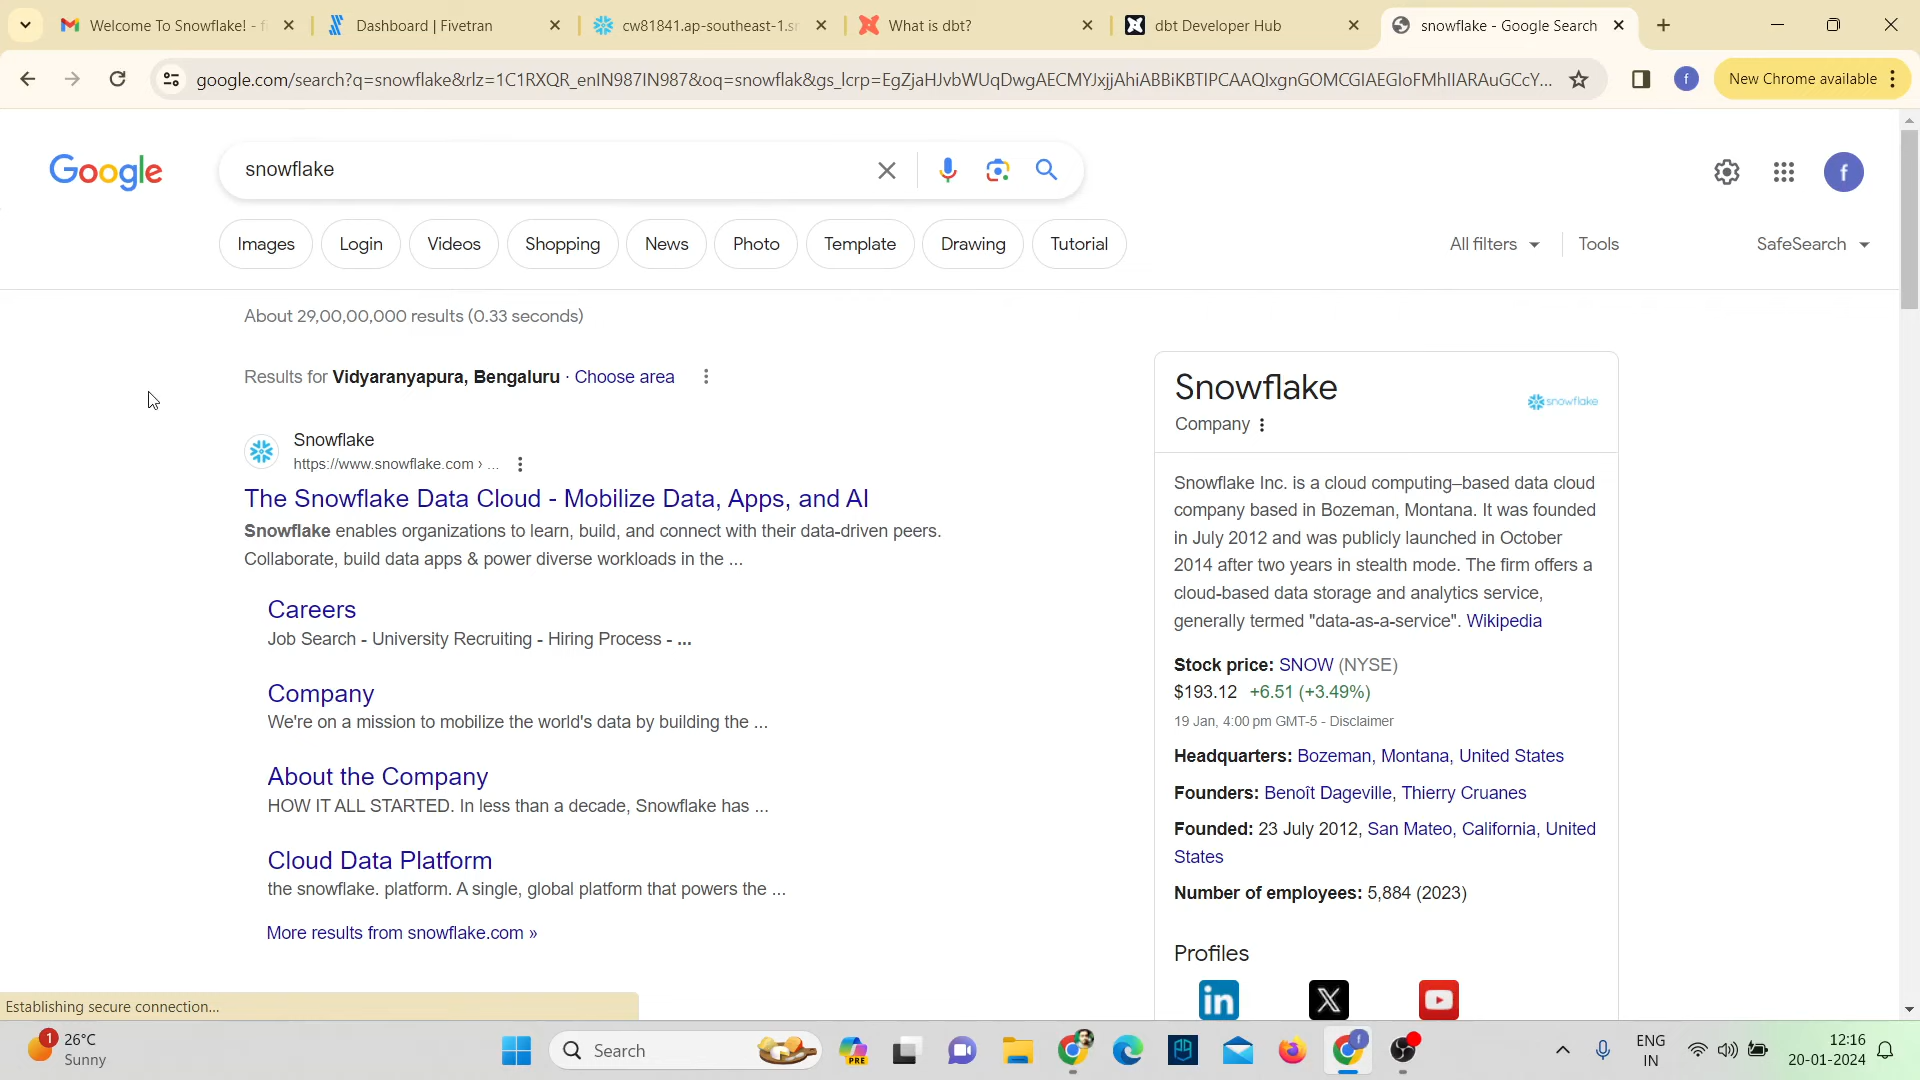 Welcome To Snowflake! - fi
Dashboard | Fivetran
cw81841.ap-southeast-1.sn
What is dbt?
dbt Developer Hub
snowflake - Google Search
google.com/search?q=snowflake&rlz=1C1RXQR_enIN987IN987&oq=snowflak&gs_lcrp=EgZjaHJvbWUqDwgAECMYJxjjAhiABBiKBTIPCAAQIxgnGOMCGIAEGIoFMhIIARAuGCcY...
f
New Chrome available
Google
snowflake
f
Images
Login
Videos
Shopping
News
Photo
Template
Drawing
Tutorial
All filters
Tools
SafeSearch
About 29,00,00,000 results (0.33 seconds)
Results for Vidyaranyapura, Bengaluru · Choose area
Snowflake
https://www.snowflake.com › ...
The Snowflake Data Cloud - Mobilize Data, Apps, and AI
Snowflake enables organizations to learn, build, and connect with their data-driven peers.
Collaborate, build data apps & power diverse workloads in the ...
Careers
Job Search - University Recruiting - Hiring Process - ...
Company
We're on a mission to mobilize the world's data by building the ...
About the Company
HOW IT ALL STARTED. In less than a decade, Snowflake has ...
Cloud Data Platform
the snowflake. platform. A single, global platform that powers the ...
More results from snowflake.com »
Snowflake
Company
snowflake
Snowflake Inc. is a cloud computing–based data cloud
company based in Bozeman, Montana. It was founded
in July 2012 and was publicly launched in October
2014 after two years in stealth mode. The firm offers a
cloud-based data storage and analytics service,
generally termed "data-as-a-service". Wikipedia
Stock price: SNOW (NYSE)
$193.12 +6.51 (+3.49%)
19 Jan, 4:00 pm GMT-5 - Disclaimer
Headquarters: Bozeman, Montana, United States
Founders: Benoît Dageville, Thierry Cruanes
Founded: 23 July 2012, San Mateo, California, United
States
Number of employees: 5,884 (2023)
Profiles
in
X
Establishing secure connection...
1
26°C
Sunny
Search
PRE
f
ENG
IN
12:16
20-01-2024